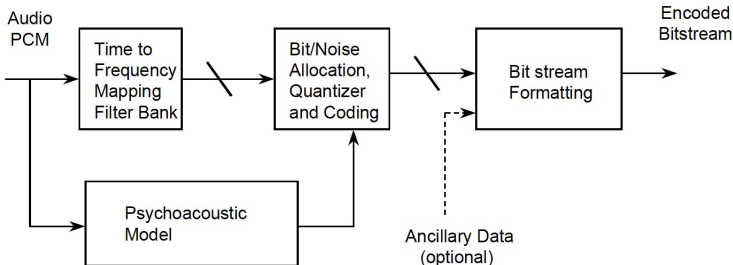 Audio
PCM
Time to
Frequency
Mapping
Filter Bank
Bit/Noise
Allocation,
Quantizer
and Coding
Bit stream
Formatting
Encoded
Bitstream
Psychoacoustic
Model
Ancillary Data
(optional)